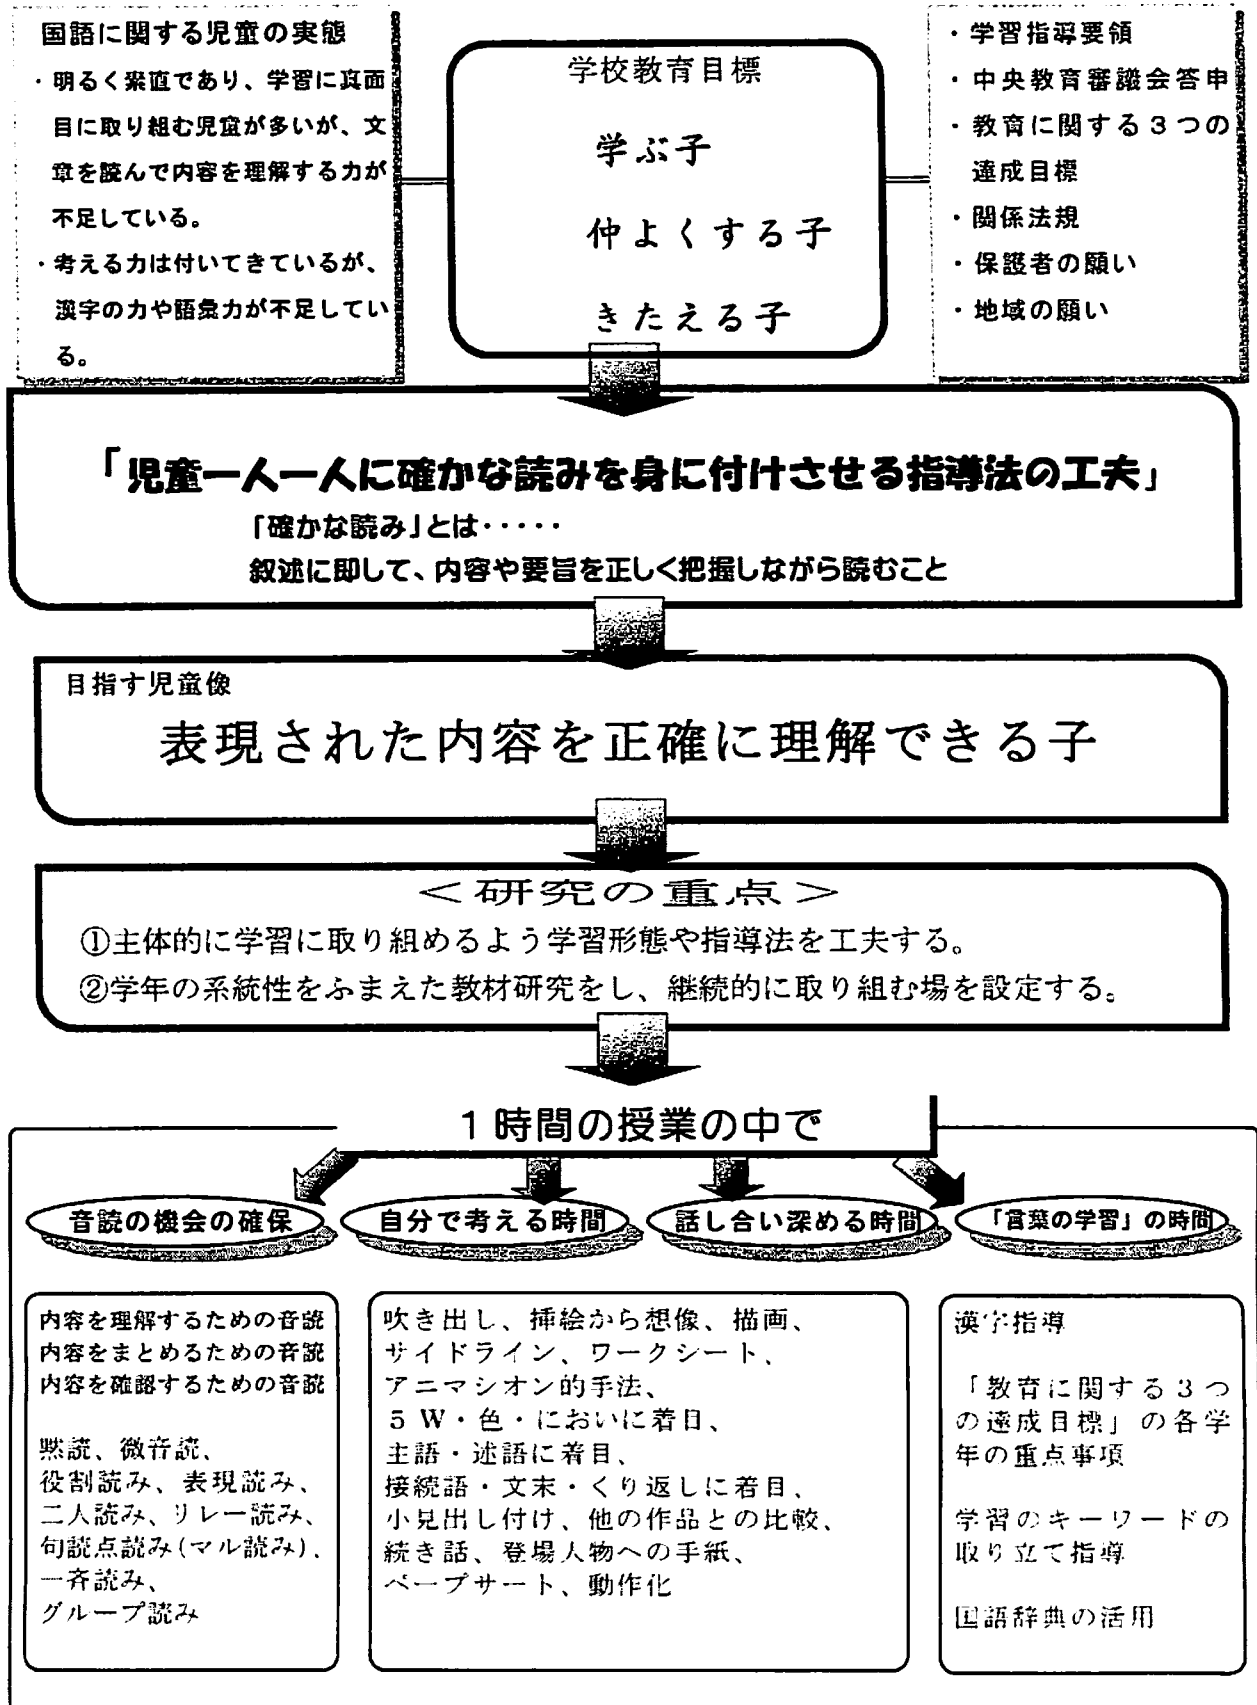 国語に関する児童の実態
・明るく素直であり、学習に真面
目に取り組む児童が多いが、文
章を読んで内容を理解する力が
不足している。
・考える力は付いてきているが、
漢字の力や語彙力が不足してい
る。
学校教育目標
学ぶ子
仲よくする子
きたえる子
・学習指導要領
・中央教育審議会答申
・教育に関する3つの
達成目標
・関係法規
・保護者の願い
・地域の願い
「児童一人一人に確かな読みを身に付けさせる指導法の工夫」
「確かな読み」とは・・・・・
叙述に即して、内容や要旨を正しく把握しながら読むこと
目指す児童像
表現された内容を正確に理解できる子
＜研究の重点＞
①主体的に学習に取り組めるよう学習形態や指導法を工夫する。
②学年の系統性をふまえた教材研究をし、継続的に取り組む場を設定する。
1時間の授業の中で
音読の機会の確保
自分で考える時間
話し合い深める時間
「言葉の学習」の時間
内容を理解するための音読
内容をまとめるための音読
内容を確認するための音読
黙読、微音読、
役割読み、表現読み、
二人読み、リレー読み、
句読点読み(マル読み)、
一斉読み、
グループ読み
吹き出し、挿絵から想像、描画、
サイドライン、ワークシート、
アニマシオン的手法、
5W・色・においに着目、
主語・述語に着目、
接続語・文末・くり返しに着目、
小見出し付け、他の作品との比較、
続き話、登場人物への手紙、
ペープサート、動作化
漢字指導
「教育に関する3つ
の達成目標」の各学
年の重点事項
学習のキーワードの
取り立て指導
国語辞典の活用